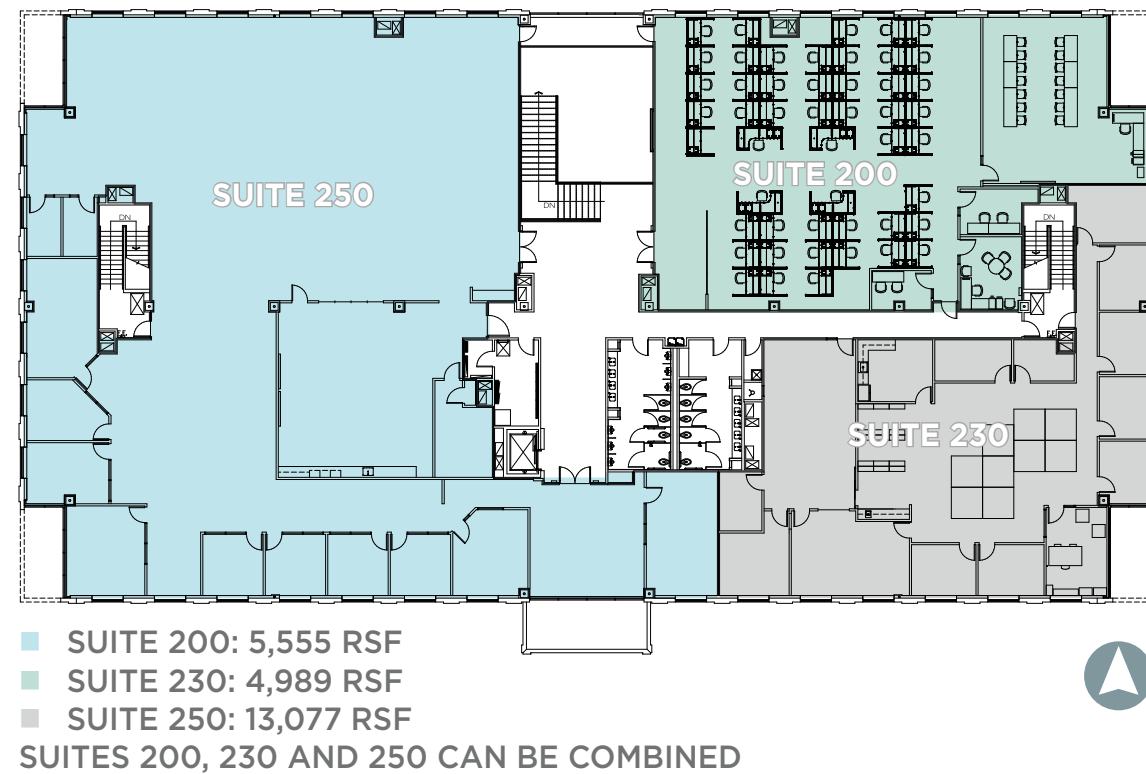 SUITE 250
SUITE 200
DN
DN
DN
F.E.
F.E.
A
SUITE 230
SUITE 200: 5,555 RSF
SUITE 230: 4,989 RSF
SUITE 250: 13,077 RSF
SUITES 200, 230 AND 250 CAN BE COMBINED